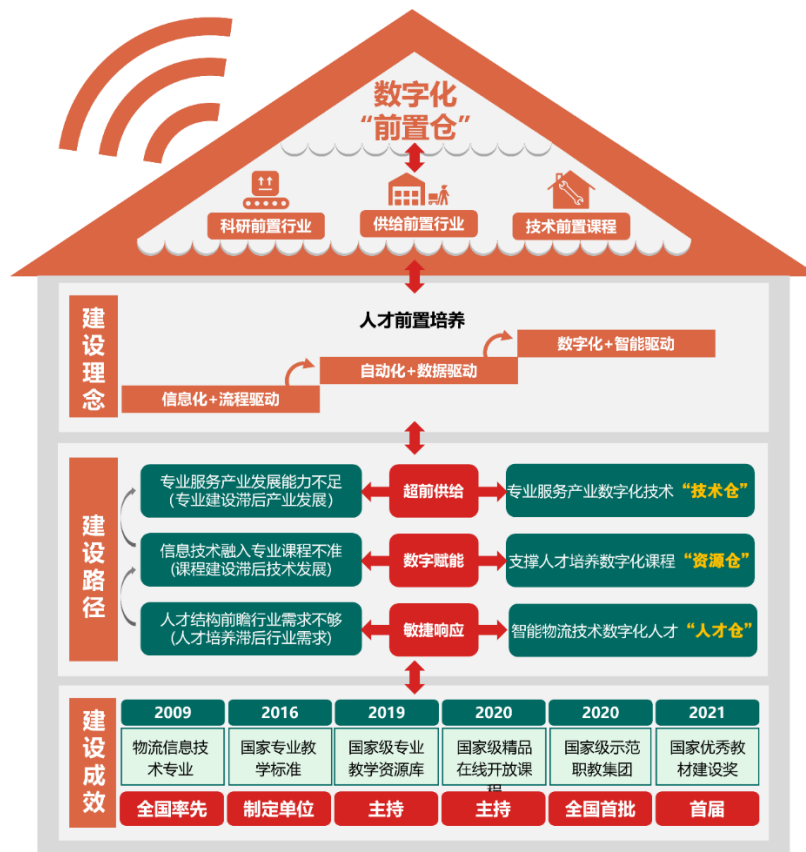 数字化
“前置仓”
科研前置行业
供给前置行业
技术前置课程
建设理念
人才前置培养
数字化+智能驱动
自动化+数据驱动
信息化+流程驱动
建设路径
专业服务产业发展能力不足
(专业建设滞后产业发展)
超前供给
专业服务产业数字化技术 “技术仓”
信息技术融入专业课程不准
(课程建设滞后技术发展)
数字赋能
支撑人才培养数字化课程 “资源仓”
人才结构前瞻行业需求不够
(人才培养滞后行业需求)
敏捷响应
智能物流技术数字化人才 “人才仓”
建设成效
2009
物流信息技
术专业
全国率先
2016
国家专业教
学标准
制定单位
2019
国家级专业
教学资源库
主持
2020
国家级精品
在线开放课
程
主持
2020
国家级示范
职教集团
全国首批
2021
国家优秀教
材建设奖
首届